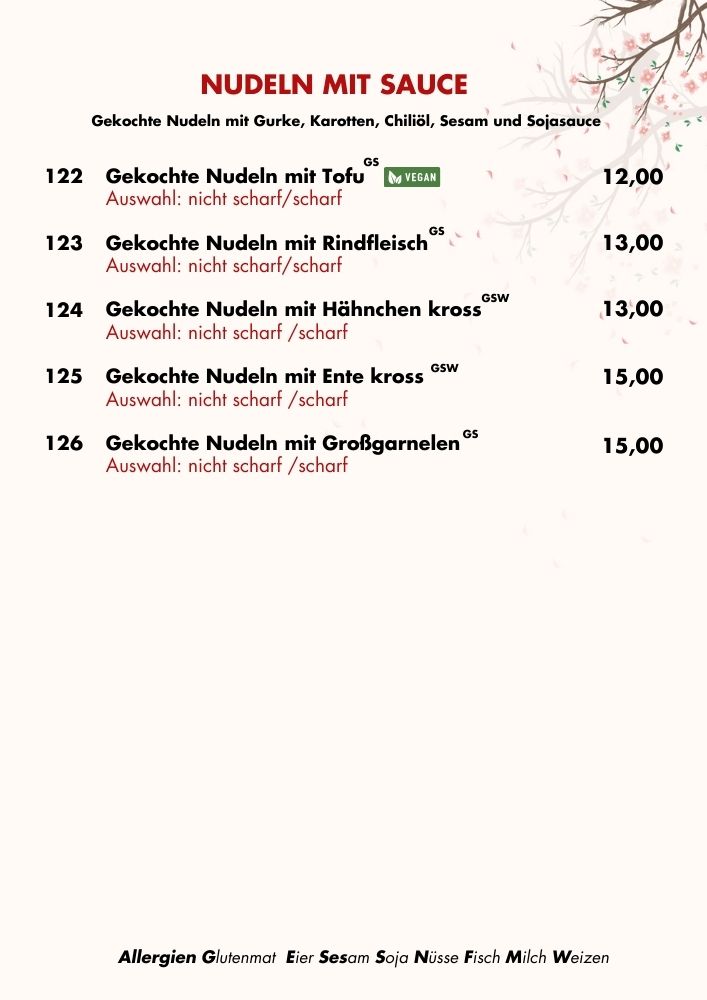 NUDELN MIT SAUCE
Gekochte Nudeln mit Gurke, Karotten, Chiliöl, Sesam und Sojasauce
122 Gekochte Nudeln mit Tofu GS VEGAN 12,00
Auswahl: nicht scharf/scharf
123 Gekochte Nudeln mit Rindfleisch GS 13,00
Auswahl: nicht scharf/scharf
124 Gekochte Nudeln mit Hähnchen kross GSW 13,00
Auswahl: nicht scharf /scharf
125 Gekochte Nudeln mit Ente kross GSW 15,00
Auswahl: nicht scharf /scharf
126 Gekochte Nudeln mit Großgarnelen GS 15,00
Auswahl: nicht scharf /scharf
Allergien Glutenmat Eier Sesam Soja Nüsse Fisch Milch Weizen